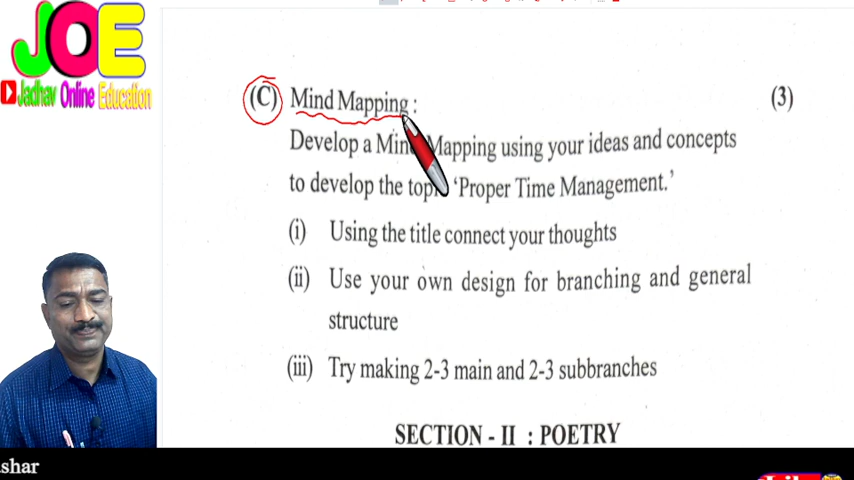 JOE
Jadhav Online Education
(C) Mind Mapping : (3)
Develop a Mind Mapping using your ideas and concepts
to develop the topic 'Proper Time Management.'
(i) Using the title connect your thoughts
(ii) Use your own design for branching and general
structure
(iii) Try making 2-3 main and 2-3 subbranches
SECTION - II : POETRY
shar